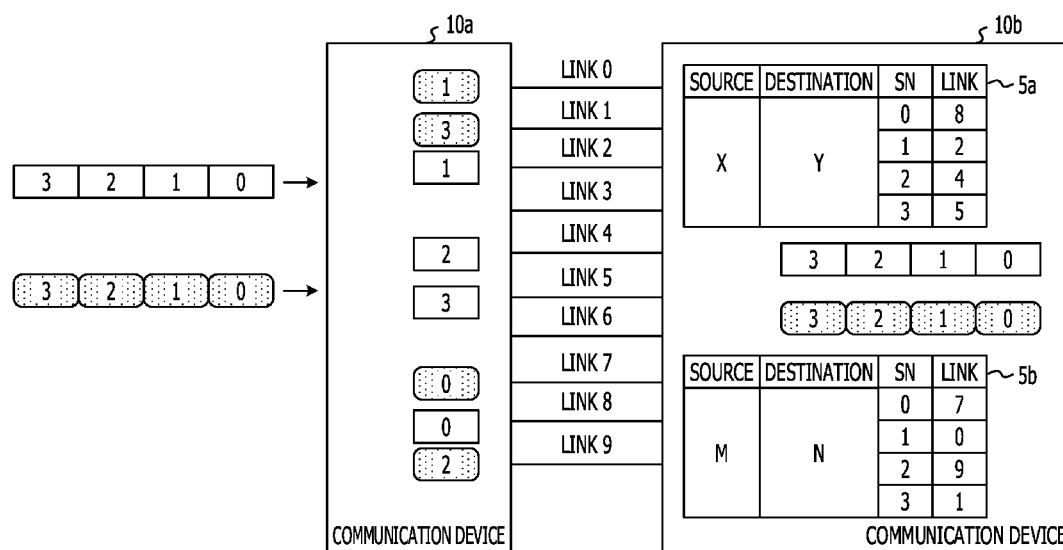 10a
10b
3 2 1 0
3 2 1 0
1
3
1
2
3
0
0
2
COMMUNICATION DEVICE
LINK 0
LINK 1
LINK 2
LINK 3
LINK 4
LINK 5
LINK 6
LINK 7
LINK 8
LINK 9
SOURCE DESTINATION SN LINK
5a
X Y
0 8
1 2
2 4
3 5
3 2 1 0
3 2 1 0
SOURCE DESTINATION SN LINK
5b
M N
0 7
1 0
2 9
3 1
COMMUNICATION DEVICE